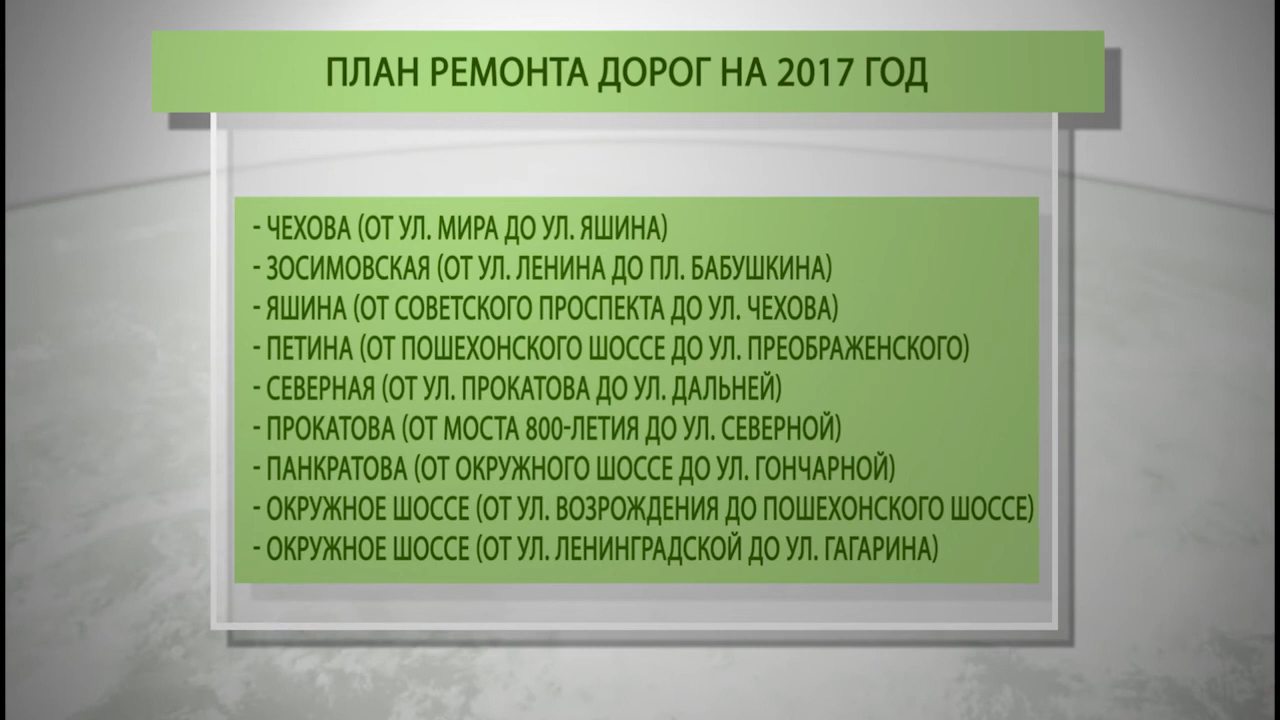 ПЛАН РЕМОНТА ДОРОГ НА 2017 ГОД
- ЧЕХОВА (ОТ УЛ. МИРА ДО УЛ. ЯШИНА)
- ЗОСИМОВСКАЯ (ОТ УЛ. ЛЕНИНА ДО ПЛ. БАБУШКИНА)
- ЯШИНА (ОТ СОВЕТСКОГО ПРОСПЕКТА ДО УЛ. ЧЕХОВА)
- ПЕТИНА (ОТ ПОШЕХОНСКОГО ШОССЕ ДО УЛ. ПРЕОБРАЖЕНСКОГО)
- СЕВЕРНАЯ (ОТ УЛ. ПРОКАТОВА ДО УЛ. ДАЛЬНЕЙ)
- ПРОКАТОВА (ОТ МОСТА 800-ЛЕТИЯ ДО УЛ. СЕВЕРНОЙ)
- ПАНКРАТОВА (ОТ ОКРУЖНОГО ШОССЕ ДО УЛ. ГОНЧАРНОЙ)
- ОКРУЖНОЕ ШОССЕ (ОТ УЛ. ВОЗРОЖДЕНИЯ ДО ПОШЕХОНСКОГО ШОССЕ)
- ОКРУЖНОЕ ШОССЕ (ОТ УЛ. ЛЕНИНГРАДСКОЙ ДО УЛ. ГАГАРИНА)